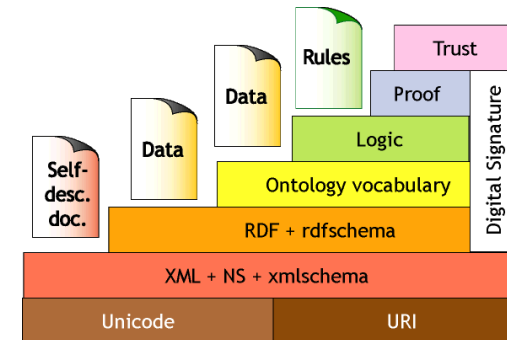 Trust
Rules
Proof
Data
Logic
Digital Signature
Data
Ontology vocabulary
Self-
desc.
doc.
RDF + rdfschema
XML + NS + xmlschema
Unicode
URI